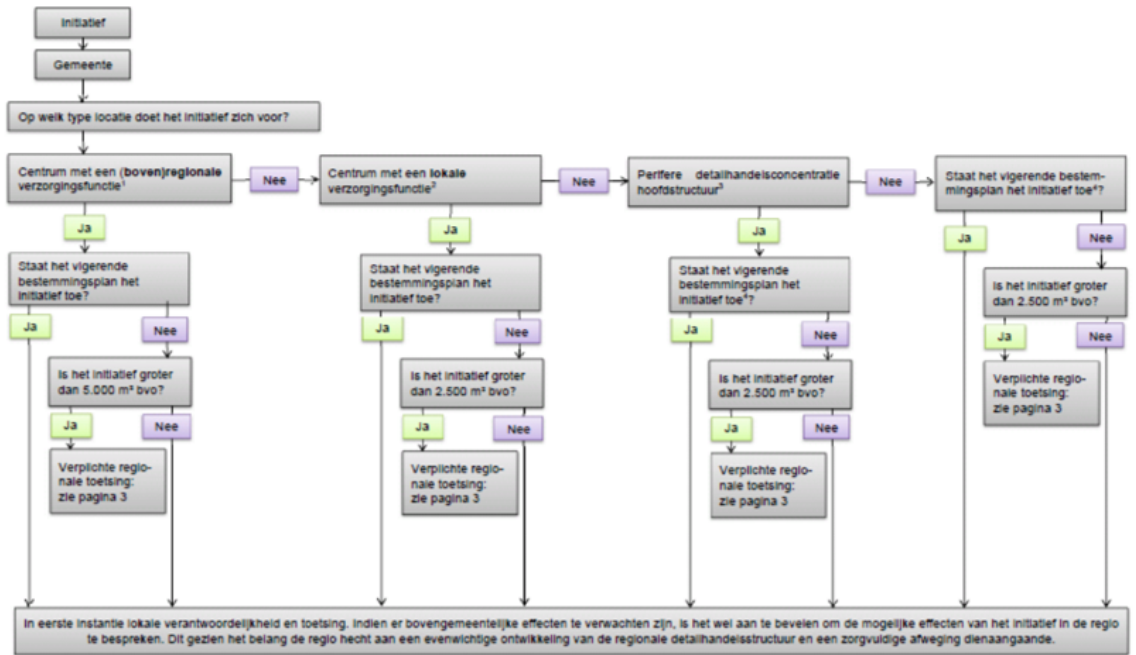 Initiatief
Gemeente
Op welk type locatie doet het initiatief zich voor?
Centrum met een (boven)regionale
verzorgingsfunctie¹
Nee
Centrum met een lokale
verzorgingsfunctie²
Nee
Perifere detailhandelsconcentratie
hoofdstructuur³
Nee
Staat het vigerende bestem-
mingsplan het initiatief toe⁴?
Ja
Staat het vigerende
bestemmingsplan het
initiatief toe?
Ja
Nee
Is het initiatief groter
dan 5.000 m² bvo?
Ja
Nee
Verplichte regio-
nale toetsing:
zie pagina 3
Ja
Staat het vigerende
bestemmingsplan het
initiatief toe?
Ja
Nee
Is het initiatief groter
dan 2.500 m² bvo?
Ja
Nee
Verplichte regio-
nale toetsing:
zie pagina 3
Ja
Staat het vigerende
bestemmingsplan het
initiatief toe⁴?
Ja
Nee
Is het initiatief groter
dan 2.500 m² bvo?
Ja
Nee
Verplichte regio-
nale toetsing:
zie pagina 3
Ja
Nee
Is het initiatief groter
dan 2.500 m² bvo?
Ja
Nee
Verplichte regio-
nale toetsing:
zie pagina 3
In eerste instantie lokale verantwoordelijkheid en toetsing. Indien er bovengemeentelijke effecten te verwachten zijn, is het wel aan te bevelen om de mogelijke effecten van het initiatief in de regio
te bespreken. Dit gezien het belang de regio hecht aan een evenwichtige ontwikkeling van de regionale detailhandelsstructuur en een zorgvuldige afweging dienaangaande.